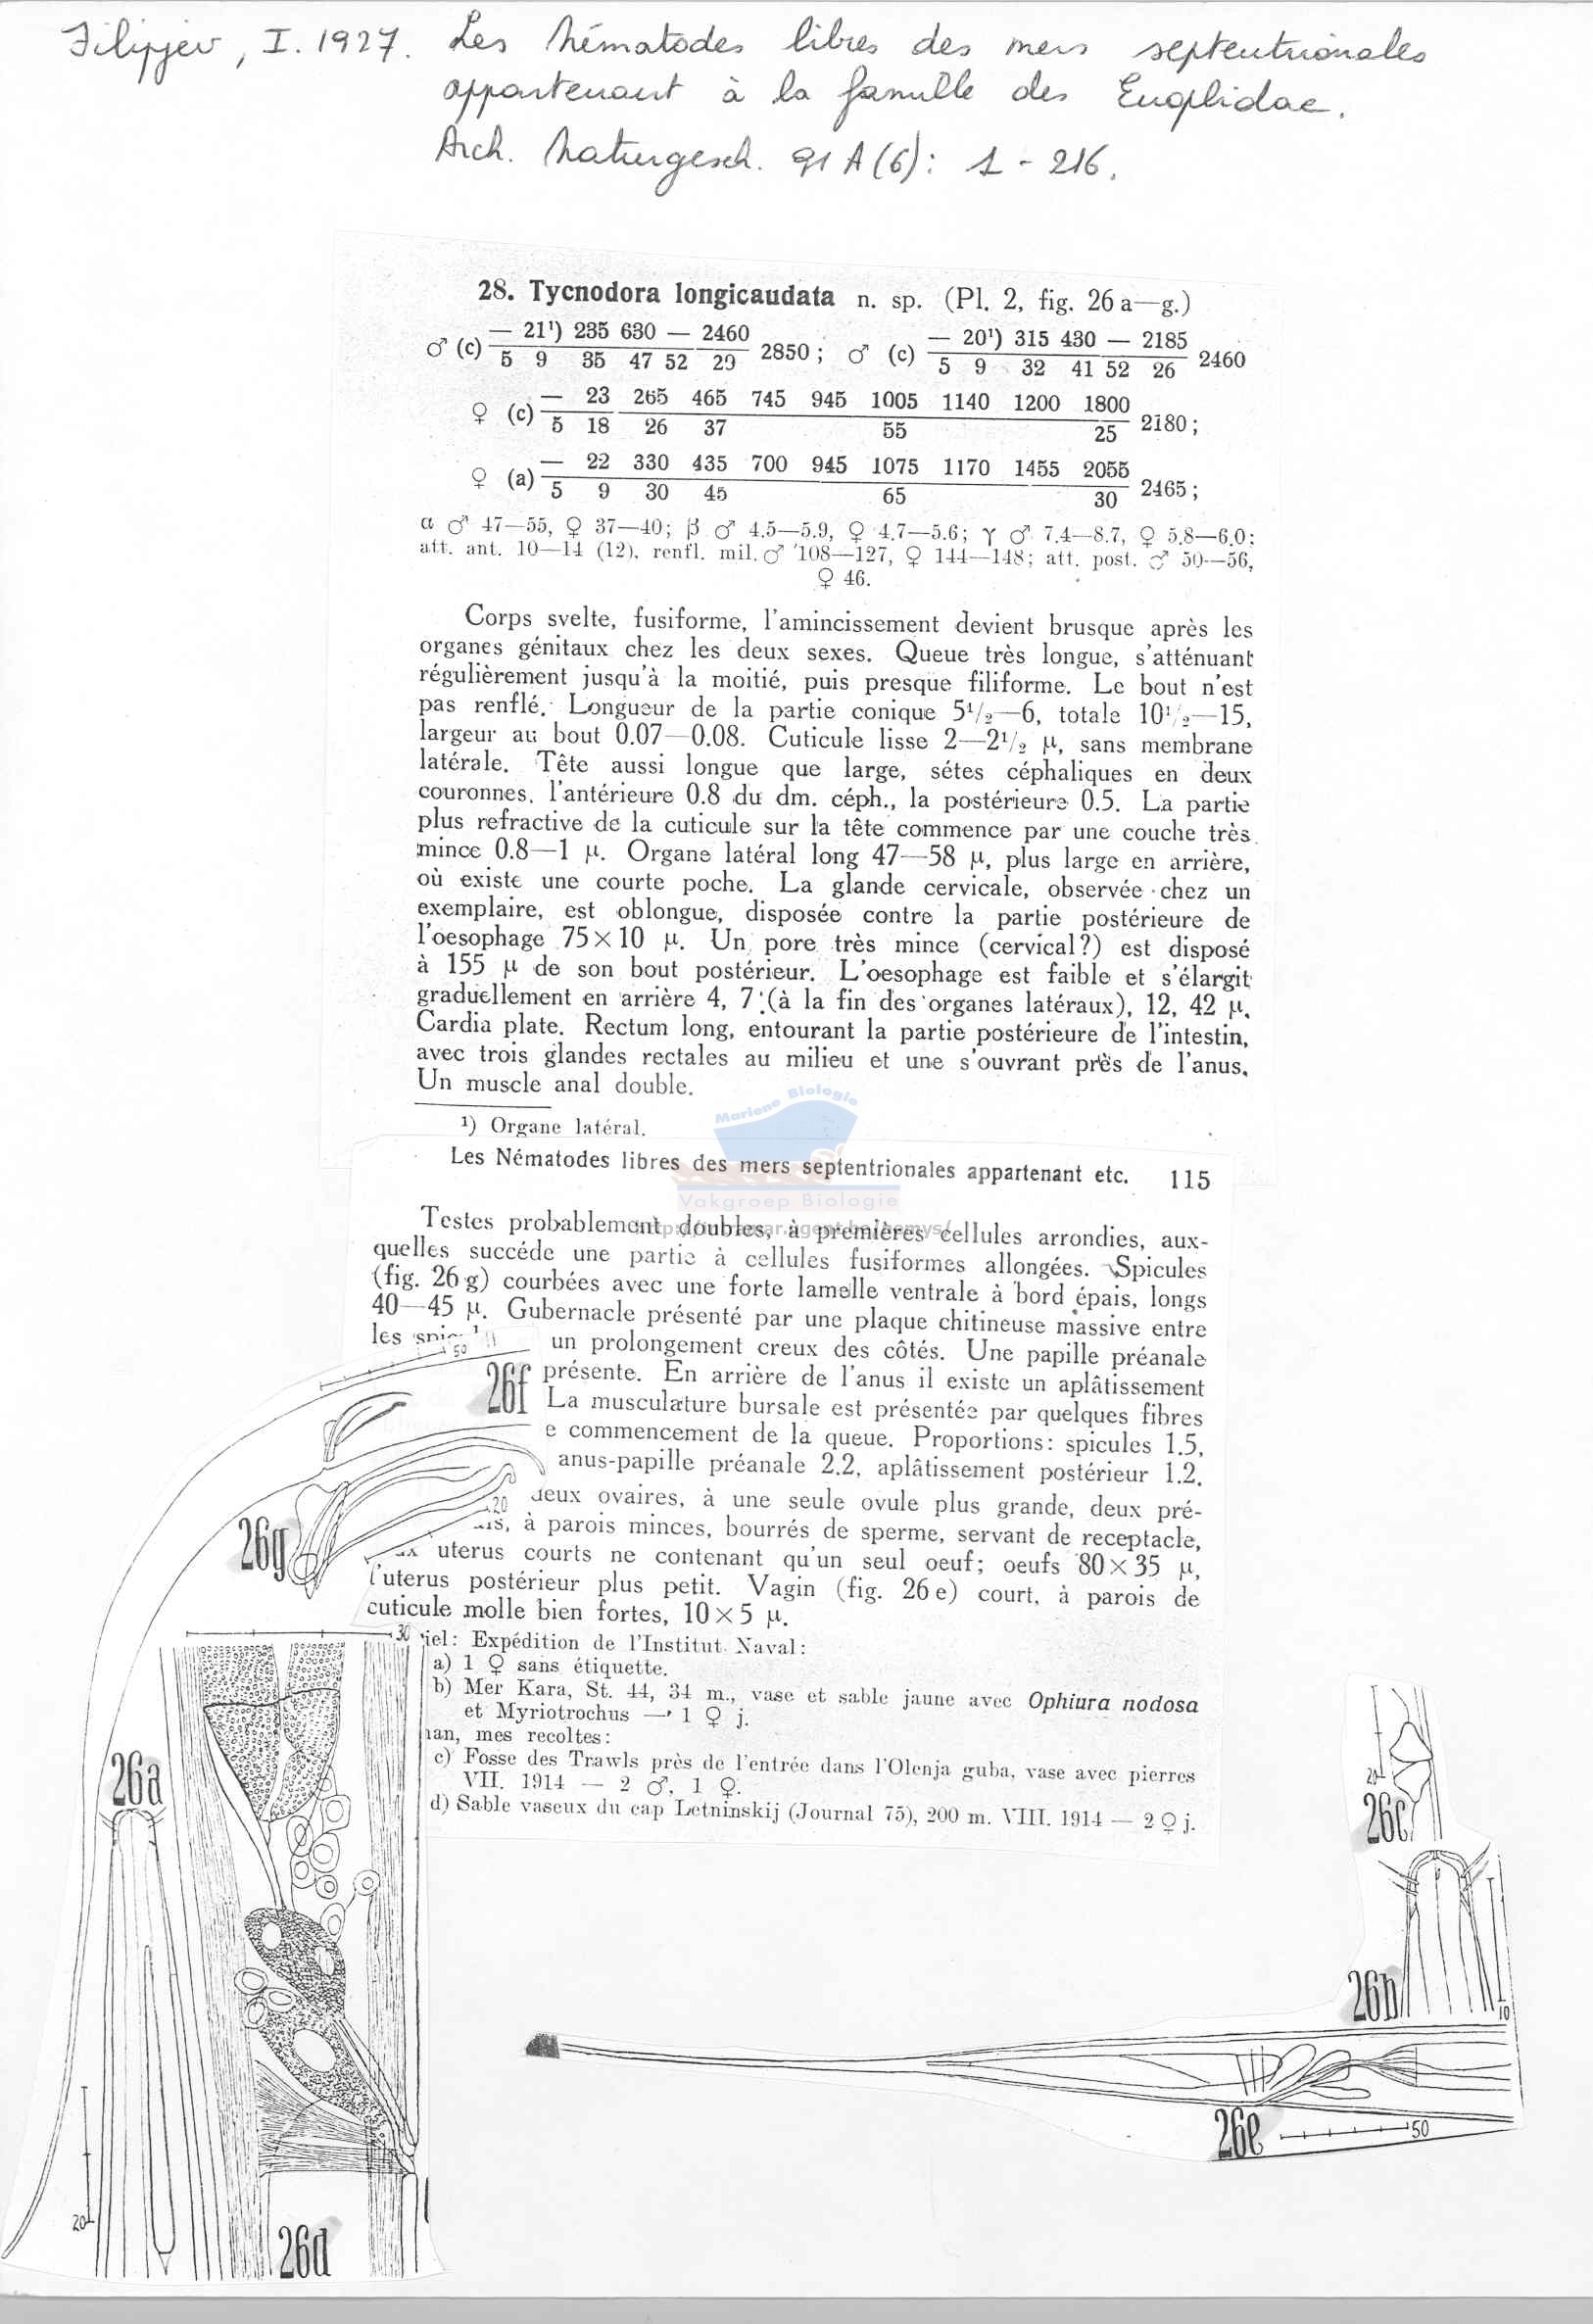 Filipjev, I. 1927. Les Nématodes libres des mers septentrionales
appartenant à la famille des Enoplidae.
Arch. Naturgesch. 91 A (6): 1 - 216.
28. Tycnodora longicaudata n. sp. (Pl. 2, fig. 26 a—g.)
— 21¹) 235 630 — 2460 — 20¹) 315 430 — 2185
♂ (c) 2850; ♂ (c) 2460
5 9 35 47 52 29 5 9 32 41 52 26
— 23 265 465 745 945 1005 1140 1200 1800
♀ (c) 2180;
5 18 26 37 55 25
— 22 330 435 700 945 1075 1170 1455 2055
♀ (a) 2465;
5 9 30 45 65 30
α ♂ 47—55, ♀ 37—40; β ♂ 4.5—5.9, ♀ 4.7—5.6; γ ♂ 7.4—8.7, ♀ 5.8—6.0;
att. ant. 10—14 (12), renfl. mil. ♂ 108—127, ♀ 144—148; att. post. ♂ 50—56,
♀ 46.
Corps svelte, fusiforme, l'amincissement devient brusque après les
organes génitaux chez les deux sexes. Queue très longue, s'atténuant
régulièrement jusqu'à la moitié, puis presque filiforme. Le bout n'est
pas renflé. Longueur de la partie conique 5¹/₂—6, totale 10¹/₂—15,
largeur au bout 0.07—0.08. Cuticule lisse 2—2¹/₂ μ, sans membrane
latérale. Tête aussi longue que large, sétes céphaliques en deux
couronnes, l'antérieure 0.8 du dm. céph., la postérieure 0.5. La partie
plus refractive de la cuticule sur la tête commence par une couche très
mince 0.8—1 μ. Organe latéral long 47—58 μ, plus large en arrière,
où existe une courte poche. La glande cervicale, observée chez un
exemplaire, est oblongue, disposée contre la partie postérieure de
l'oesophage 75×10 μ. Un pore très mince (cervical?) est disposé
à 155 μ de son bout postérieur. L'oesophage est faible et s'élargit
graduellement en arrière 4, 7 (à la fin des organes latéraux), 12, 42 μ.
Cardia plate. Rectum long, entourant la partie postérieure de l'intestin,
avec trois glandes rectales au milieu et une s'ouvrant près de l'anus.
Un muscle anal double.
¹) Organe latéral.
Mariene Biologie
Vakgroep Biologie
Les Nématodes libres des mers septentrionales appartenant etc. 115
Testes probablement doubles, à premières cellules arrondies, aux-
quelles succéde une partie à cellules fusiformes allongées. Spicules
(fig. 26 g) courbées avec une forte lamelle ventrale à bord épais, longs
40—45 μ. Gubernacle présenté par une plaque chitineuse massive entre
les un prolongement creux des côtés. Une papille préanale
présente. En arrière de l'anus il existe un aplâtissement
La musculature bursale est présentée par quelques fibres
e commencement de la queue. Proportions: spicules 1.5,
anus-papille préanale 2.2, aplâtissement postérieur 1.2.
deux ovaires, à une seule ovule plus grande, deux pré-
is, à parois minces, bourrés de sperme, servant de receptacle,
uterus courts ne contenant qu'un seul oeuf; oeufs 80×35 μ,
l'uterus postérieur plus petit. Vagin (fig. 26 e) court, à parois de
cuticule molle bien fortes, 10×5 μ.
iel: Expédition de l'Institut Naval:
a) 1 ♀ sans étiquette.
b) Mer Kara, St. 44, 34 m., vase et sable jaune avec Ophiura nodosa
et Myriotrochus — 1 ♀ j.
an, mes recoltes:
c) Fosse des Trawls près de l'entrée dans l'Olenja guba, vase avec pierres
VII. 1914 — 2 ♂, 1 ♀.
d) Sable vaseux du cap Letninskij (Journal 75), 200 m. VIII. 1914 — 2 ♀ j.
50
26f
20
26g
30
26a
20
26d
20
26c
26b
10
26e
50